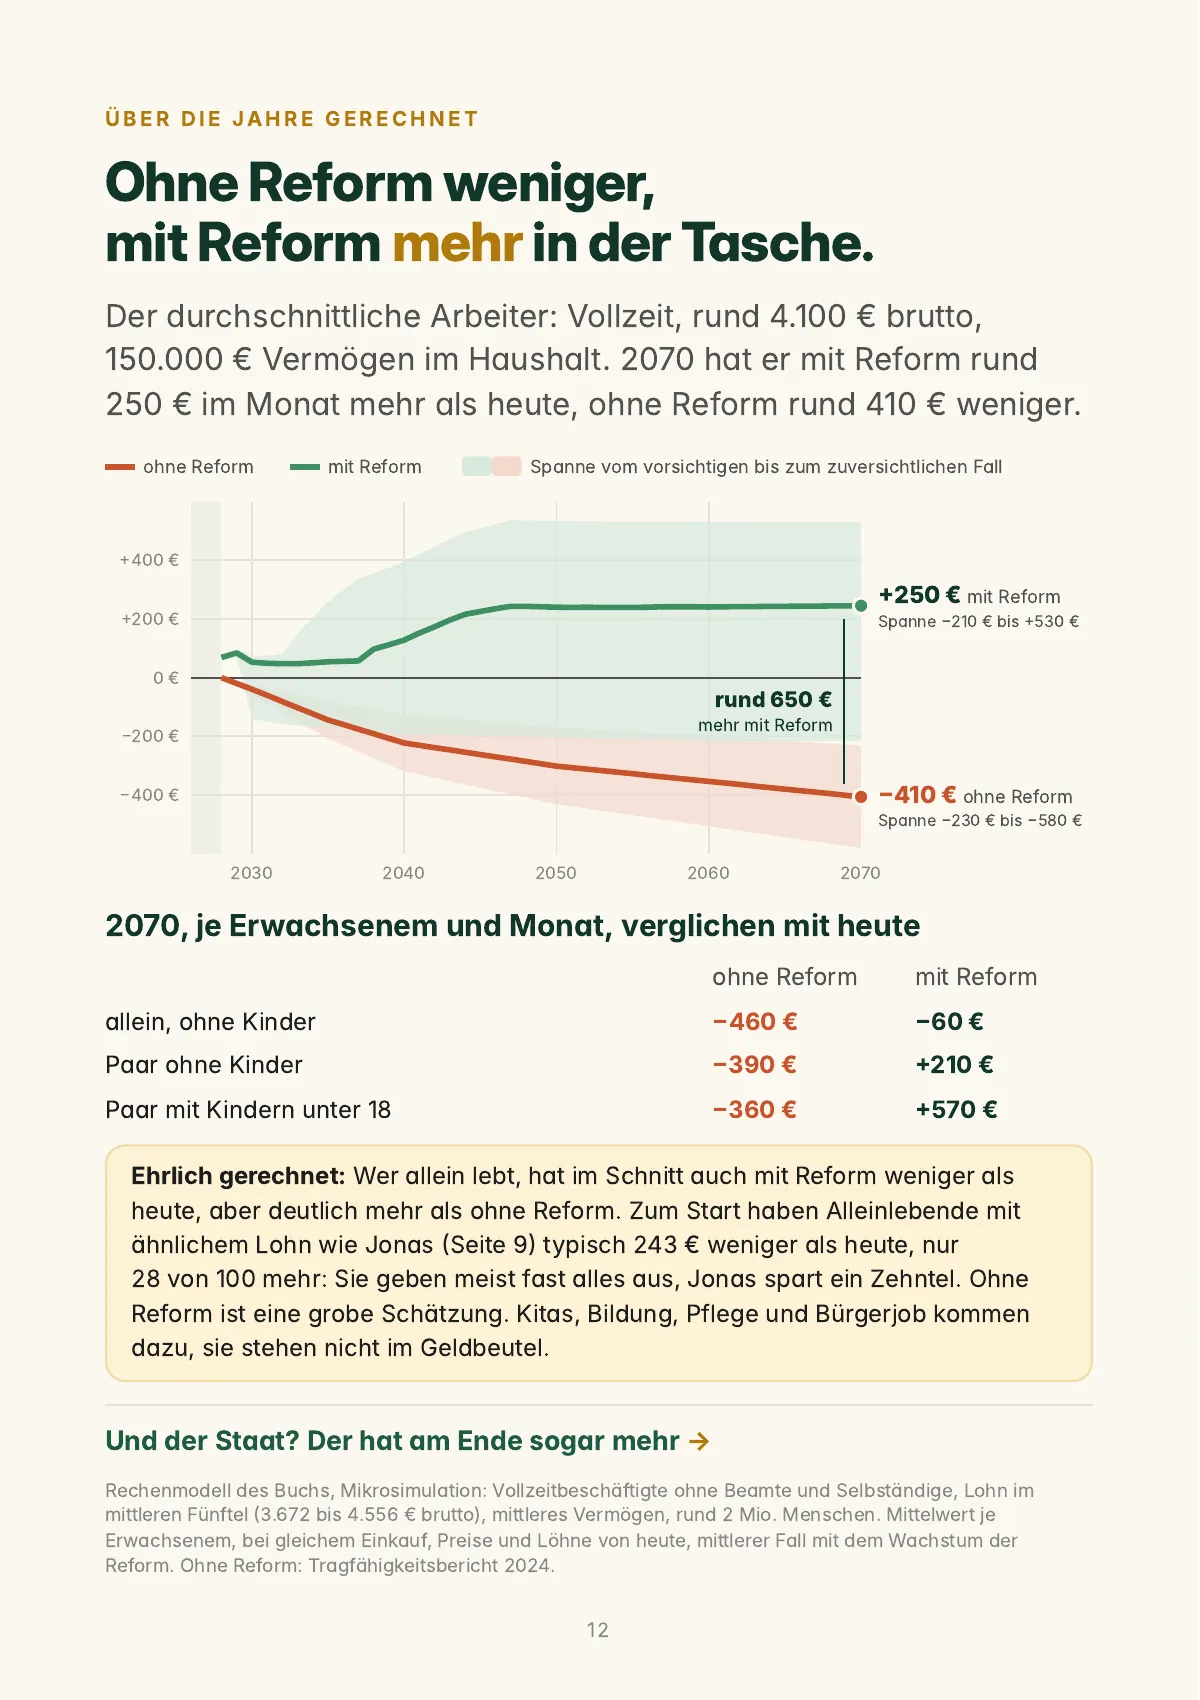 ÜBER DIE JAHRE GERECHNET
Ohne Reform weniger,
mit Reform mehr in der Tasche.
Der durchschnittliche Arbeiter: Vollzeit, rund 4.100 € brutto,
150.000 € Vermögen im Haushalt. 2070 hat er mit Reform rund
250 € im Monat mehr als heute, ohne Reform rund 410 € weniger.
ohne Reform mit Reform Spanne vom vorsichtigen bis zum zuversichtlichen Fall
+400 €
+250 € mit Reform
+200 €
Spanne −210 € bis +530 €
0 €
rund 650 €
mehr mit Reform
−200 €
−400 €
−410 € ohne Reform
Spanne −230 € bis −580 €
2030 2040 2050 2060 2070
2070, je Erwachsenem und Monat, verglichen mit heute
ohne Reform mit Reform
allein, ohne Kinder −460 € −60 €
Paar ohne Kinder −390 € +210 €
Paar mit Kindern unter 18 −360 € +570 €
Ehrlich gerechnet: Wer allein lebt, hat im Schnitt auch mit Reform weniger als
heute, aber deutlich mehr als ohne Reform. Zum Start haben Alleinlebende mit
ähnlichem Lohn wie Jonas (Seite 9) typisch 243 € weniger als heute, nur
28 von 100 mehr: Sie geben meist fast alles aus, Jonas spart ein Zehntel. Ohne
Reform ist eine grobe Schätzung. Kitas, Bildung, Pflege und Bürgerjob kommen
dazu, sie stehen nicht im Geldbeutel.
Und der Staat? Der hat am Ende sogar mehr →
Rechenmodell des Buchs, Mikrosimulation: Vollzeitbeschäftigte ohne Beamte und Selbständige, Lohn im
mittleren Fünftel (3.672 bis 4.556 € brutto), mittleres Vermögen, rund 2 Mio. Menschen. Mittelwert je
Erwachsenem, bei gleichem Einkauf, Preise und Löhne von heute, mittlerer Fall mit dem Wachstum der
Reform. Ohne Reform: Tragfähigkeitsbericht 2024.
12